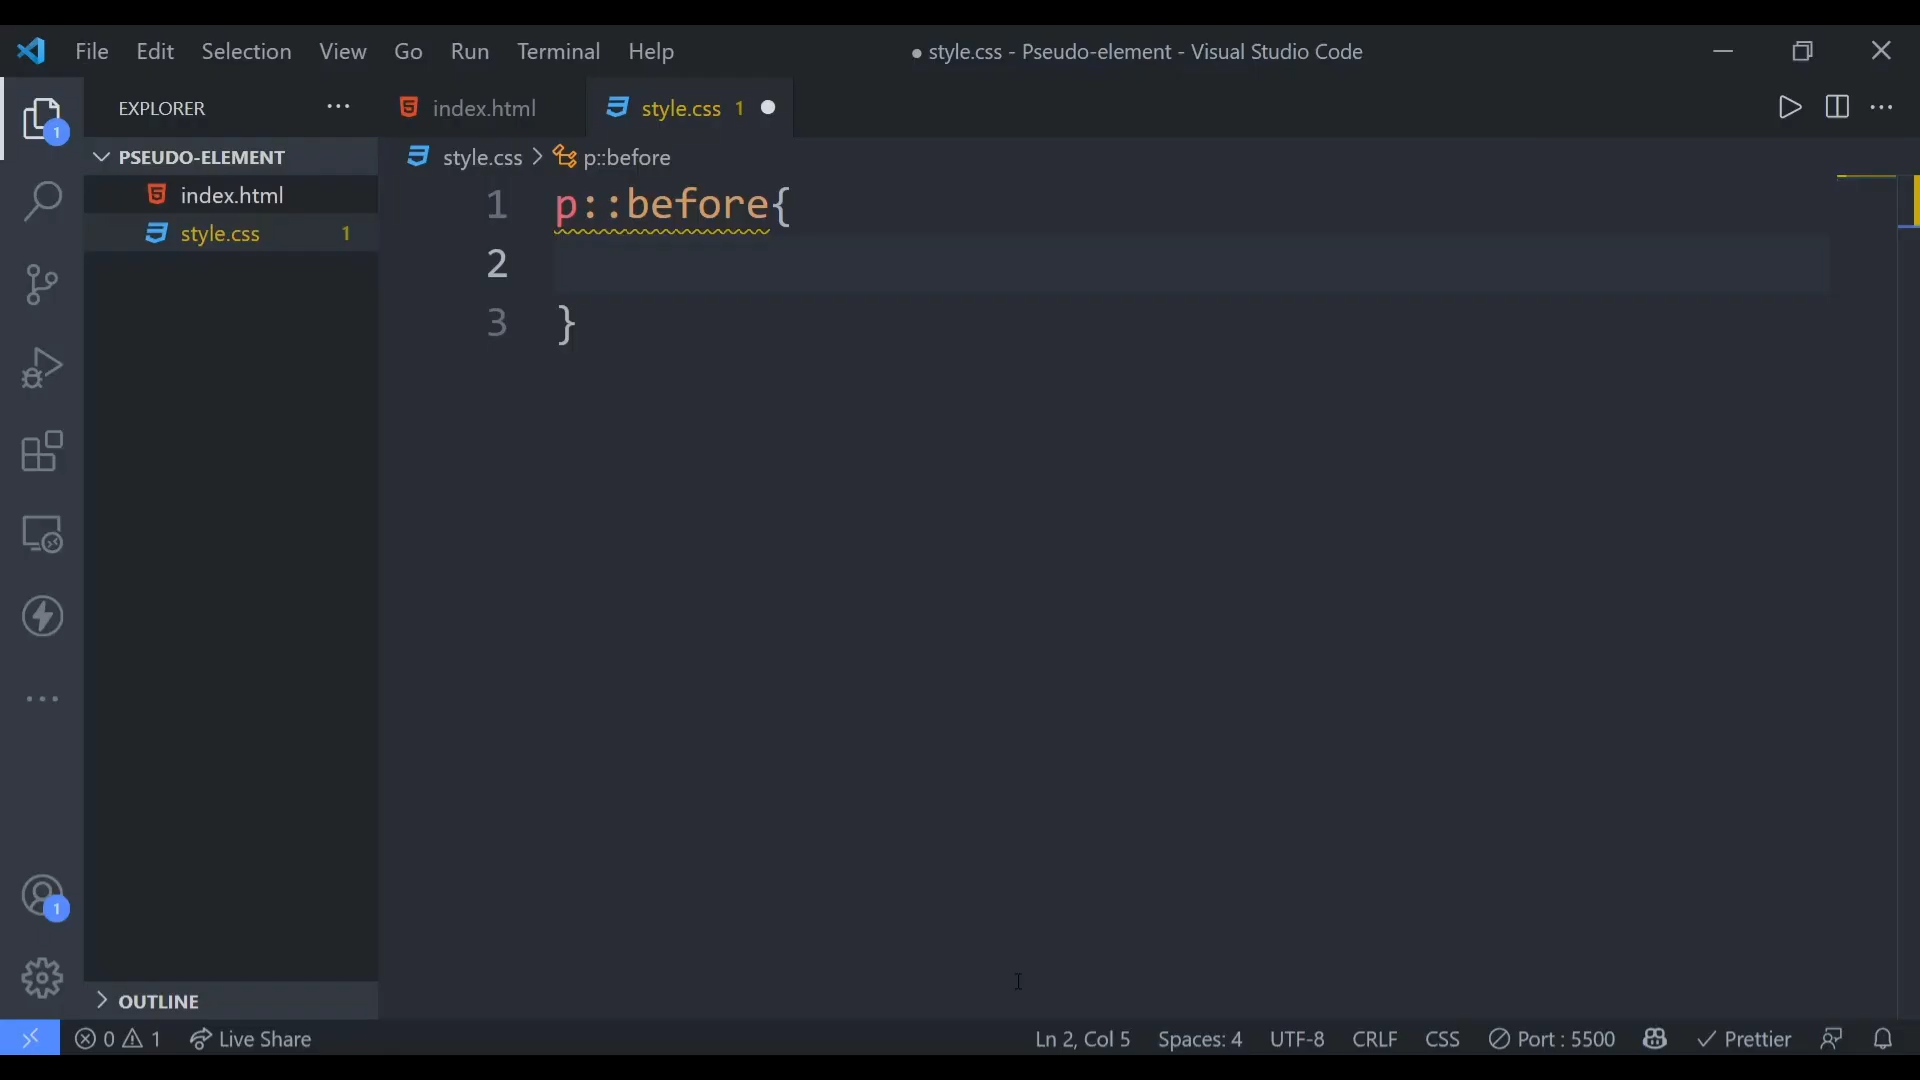 File Edit Selection View Go Run Terminal Help ● style.css - Pseudo-element - Visual Studio Code
EXPLORER ··· index.html style.css 1
PSEUDO-ELEMENT style.css > p::before
index.html
style.css 1
1 p::before{
2
3 }
1
1
OUTLINE
0 1 Live Share Ln 2, Col 5 Spaces: 4 UTF-8 CRLF CSS Port : 5500 Prettier